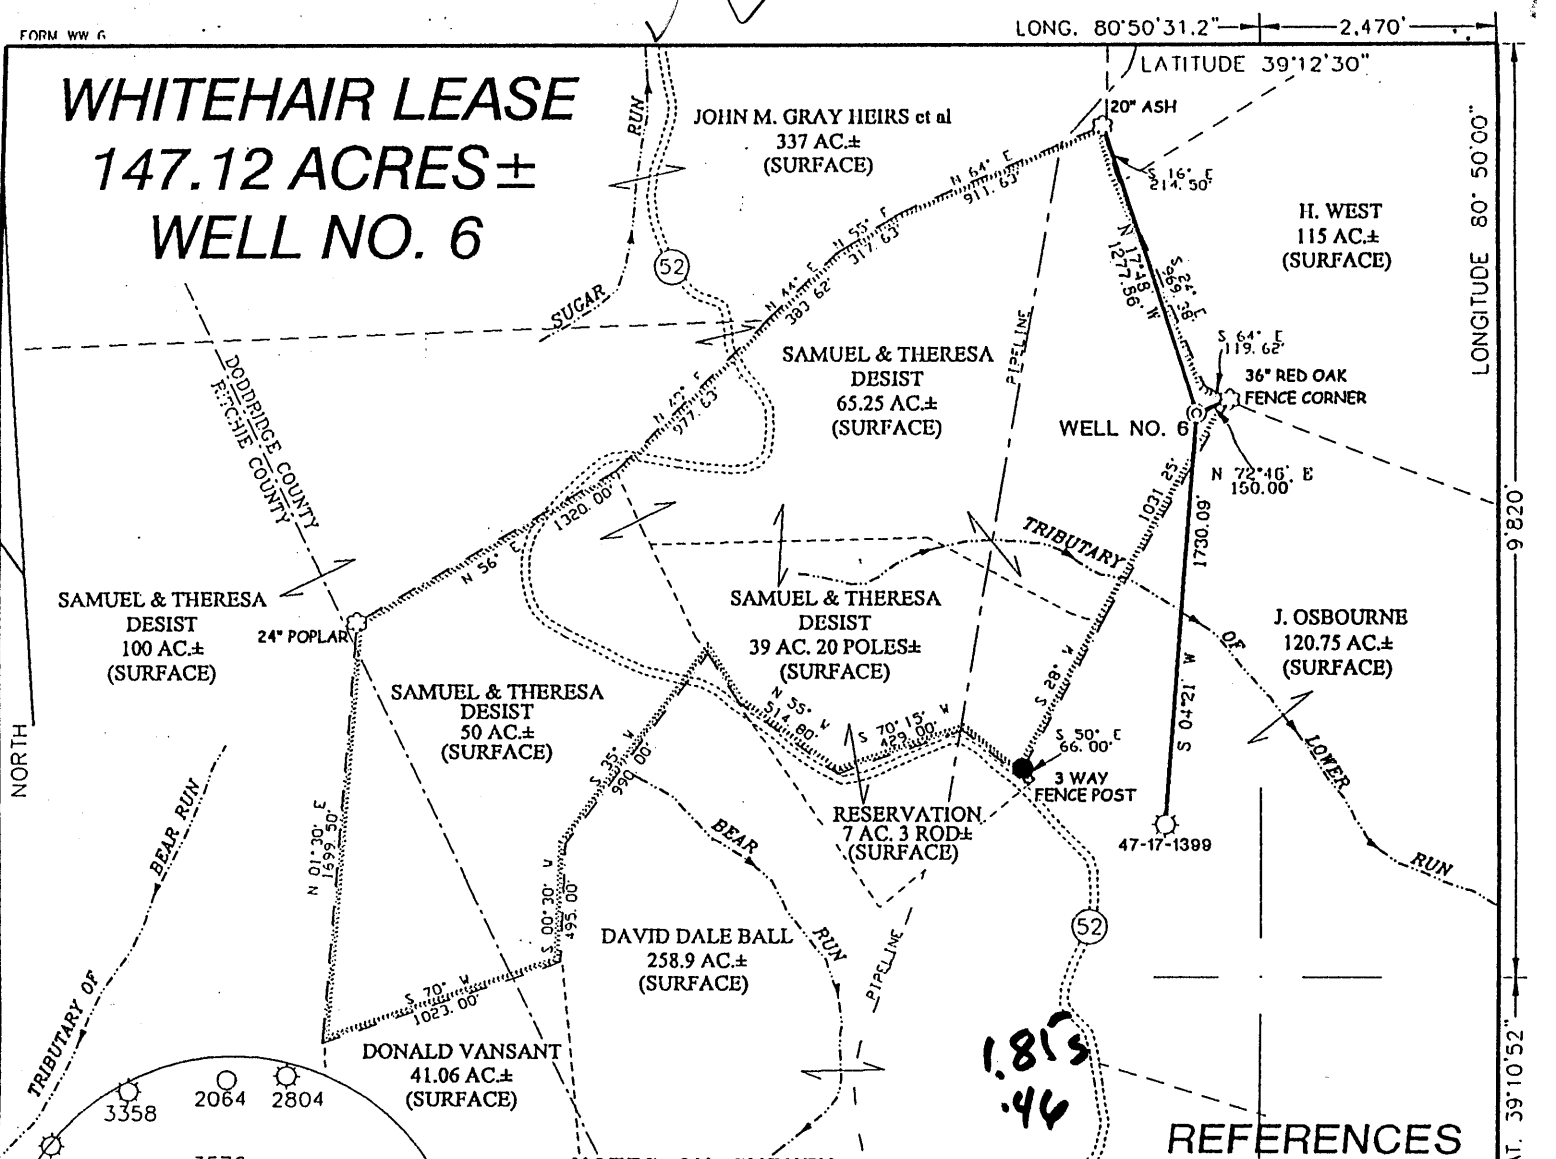 FORM WW 6
LONG. 80°50'31.2"
2,470'
LATITUDE 39°12'30"
WHITEHAIR LEASE
147.12 ACRES±
WELL NO. 6
RUN
SUGAR
52
JOHN M. GRAY HEIRS et al
337 AC.±
(SURFACE)
20" ASH
S 16° E
214.50'
N 64° E
911.63'
N 55° E
317.63'
N 44° E
383.62'
H. WEST
115 AC.±
(SURFACE)
LONGITUDE 80° 50'00"
N 17°48' W
1277.56'
S 24° E
S 64° E
119.62'
36" RED OAK
FENCE CORNER
WELL NO. 6
N 72°46' E
150.00'
DODDRIDGE COUNTY
RITCHIE COUNTY
SAMUEL & THERESA
DESIST
65.25 AC.±
(SURFACE)
PIPELINE
977.63'
N 56° E
1320.00'
1031.25'
S 28° W
1730.09'
S 04°21' W
9'820'
TRIBUTARY
OF
LOWER
RUN
SAMUEL & THERESA
DESIST
100 AC.±
(SURFACE)
24" POPLAR
SAMUEL & THERESA
DESIST
39 AC. 20 POLES±
(SURFACE)
J. OSBOURNE
120.75 AC.±
(SURFACE)
SAMUEL & THERESA
DESIST
50 AC.±
(SURFACE)
N 55° W
514.80'
S 70°15' W
429.00'
S 50° E
66.00'
3 WAY
FENCE POST
S 35° W
990.00'
NORTH
BEAR RUN
TRIBUTARY OF
N 01°30' E
1699.50'
RESERVATION
7 AC. 3 ROD±
(SURFACE)
47-17-1399
BEAR
RUN
S 00°30' W
495.00'
DAVID DALE BALL
258.9 AC.±
(SURFACE)
PIPELINE
52
S 70° W
1023.00'
DONALD VANSANT
41.06 AC.±
(SURFACE)
1.81's
.46
39°10'52"
3358
2064
2804
REFERENCES